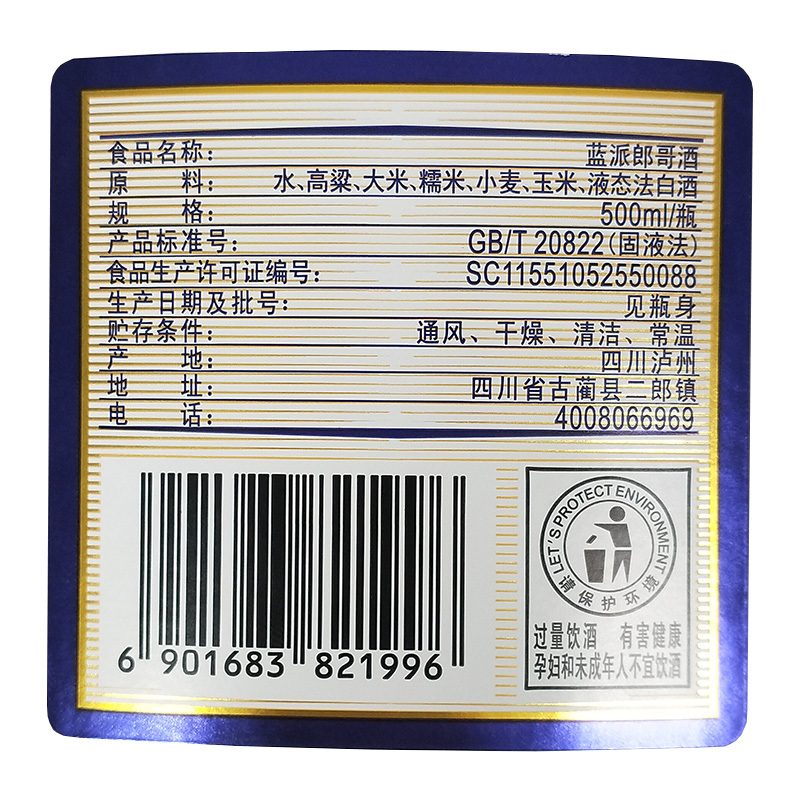 食品名称： 蓝派郎哥酒
原 料： 水、高粱、大米、糯米、小麦、玉米、液态法白酒
规 格： 500ml/瓶
产品标准号： GB/T 20822（固液法）
食品生产许可证编号： SC11551052550088
生产日期及批号： 见瓶身
贮存条件： 通风、干燥、清洁、常温
产 地： 四川泸州
地 址： 四川省古蔺县二郎镇
电 话： 4008066969
LET'S PROTECT ENVIRONMENT
请保护环境
过量饮酒 有害健康
孕妇和未成年人不宜饮酒
6 901683 821996